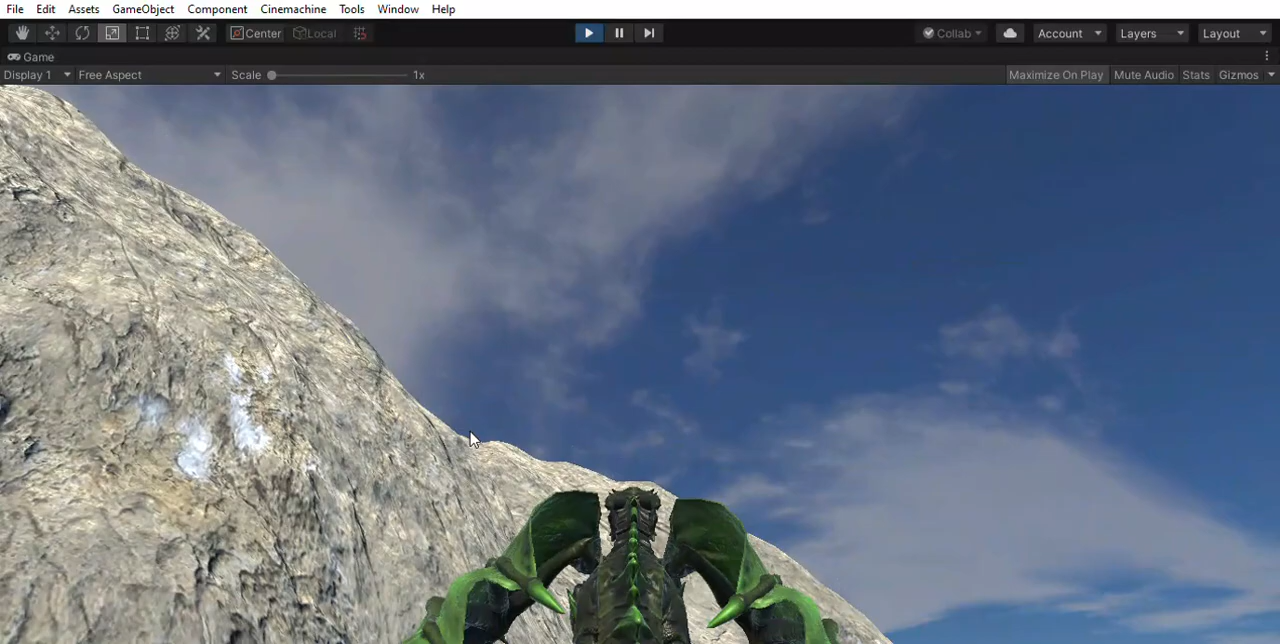 File Edit Assets GameObject Component Cinemachine Tools Window Help
Center Local Collab Account Layers Layout
Game
Display 1 Free Aspect Scale 1x Maximize On Play Mute Audio Stats Gizmos